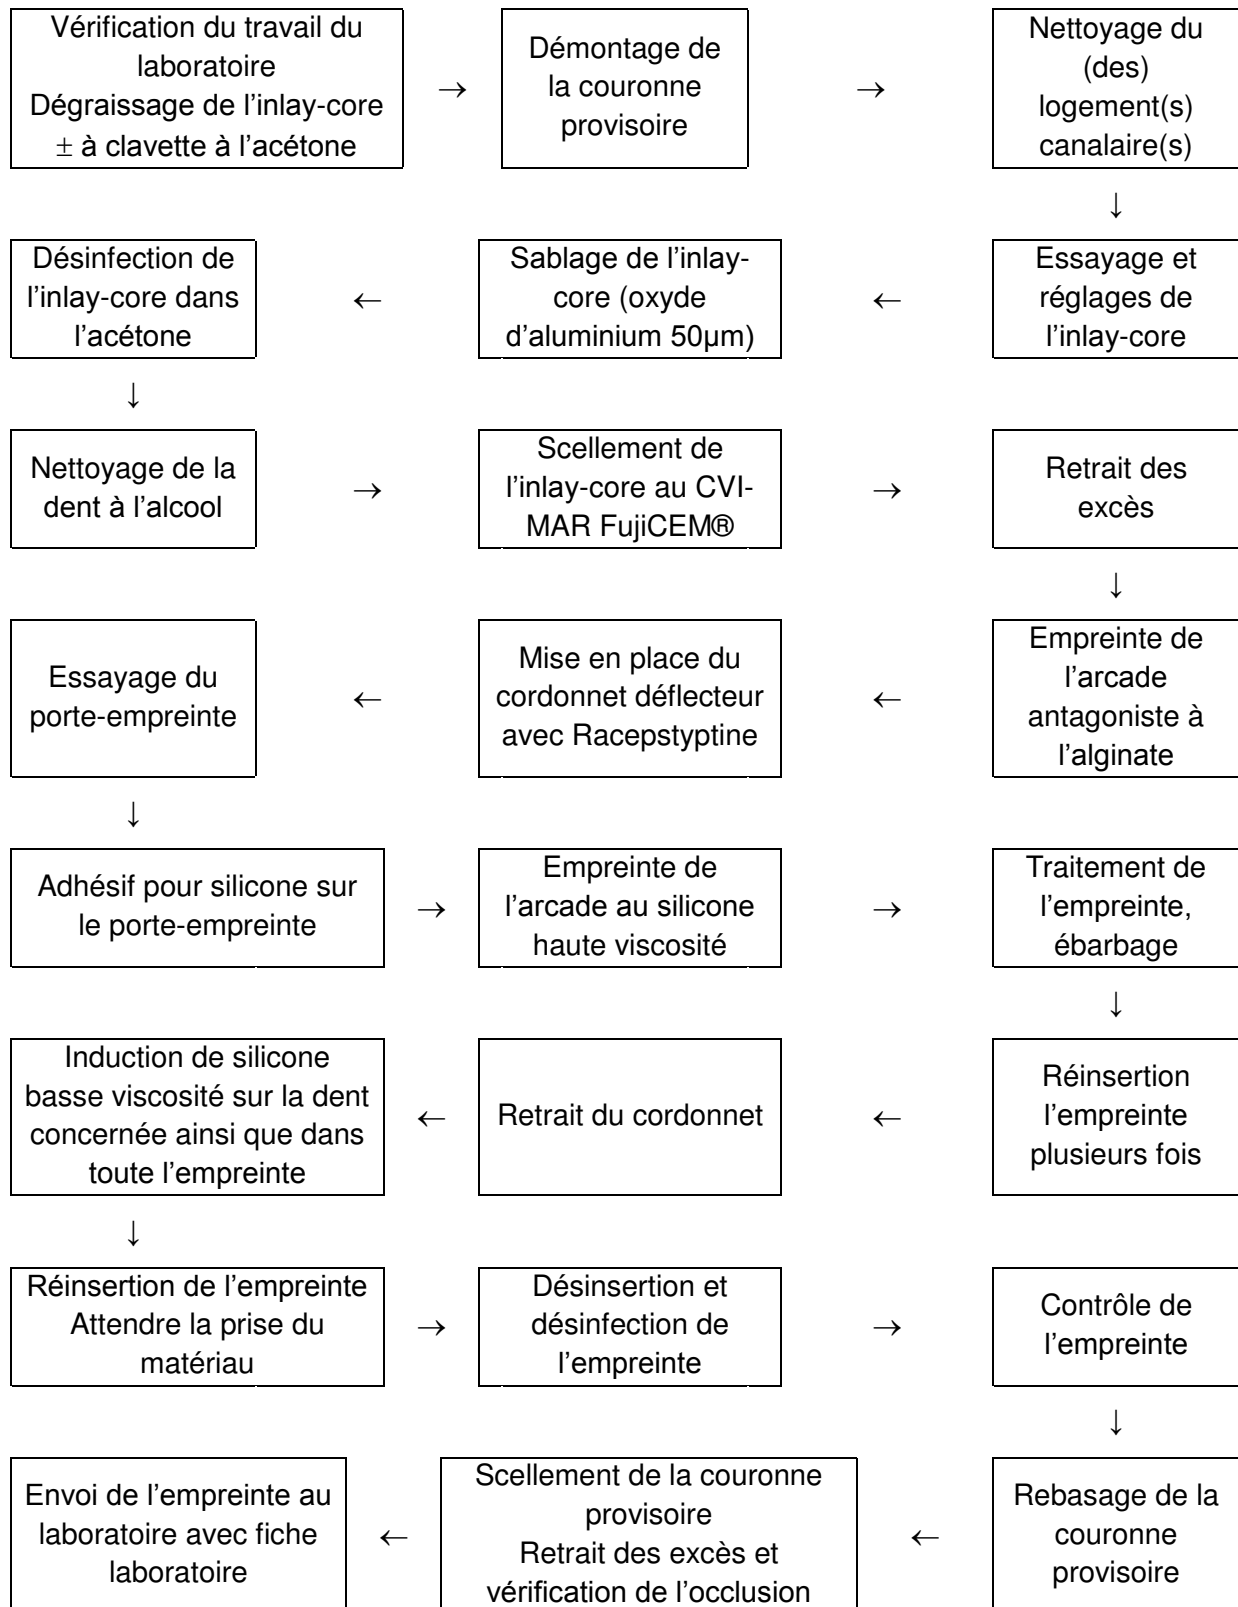 Vérification du travail du
laboratoire
Dégraissage de l'inlay-core
± à clavette à l'acétone
→
Démontage de
la couronne
provisoire
→
Nettoyage du
(des)
logement(s)
canalaire(s)
↓
Essayage et
réglages de
l'inlay-core
←
Sablage de l'inlay-
core (oxyde
d'aluminium 50µm)
←
Désinfection de
l'inlay-core dans
l'acétone
↓
Nettoyage de la
dent à l'alcool
→
Scellement de
l'inlay-core au CVI-
MAR FujiCEM®
→
Retrait des
excès
↓
Empreinte de
l'arcade
antagoniste à
l'alginate
←
Mise en place du
cordonnet déflecteur
avec Racepstyptine
←
Essayage du
porte-empreinte
↓
Adhésif pour silicone sur
le porte-empreinte
→
Empreinte de
l'arcade au silicone
haute viscosité
→
Traitement de
l'empreinte,
ébarbage
↓
Réinsertion
l'empreinte
plusieurs fois
←
Retrait du cordonnet
←
Induction de silicone
basse viscosité sur la dent
concernée ainsi que dans
toute l'empreinte
↓
Réinsertion de l'empreinte
Attendre la prise du
matériau
→
Désinsertion et
désinfection de
l'empreinte
→
Contrôle de
l'empreinte
↓
Rebasage de la
couronne
provisoire
←
Scellement de la couronne
provisoire
Retrait des excès et
vérification de l'occlusion
←
Envoi de l'empreinte au
laboratoire avec fiche
laboratoire